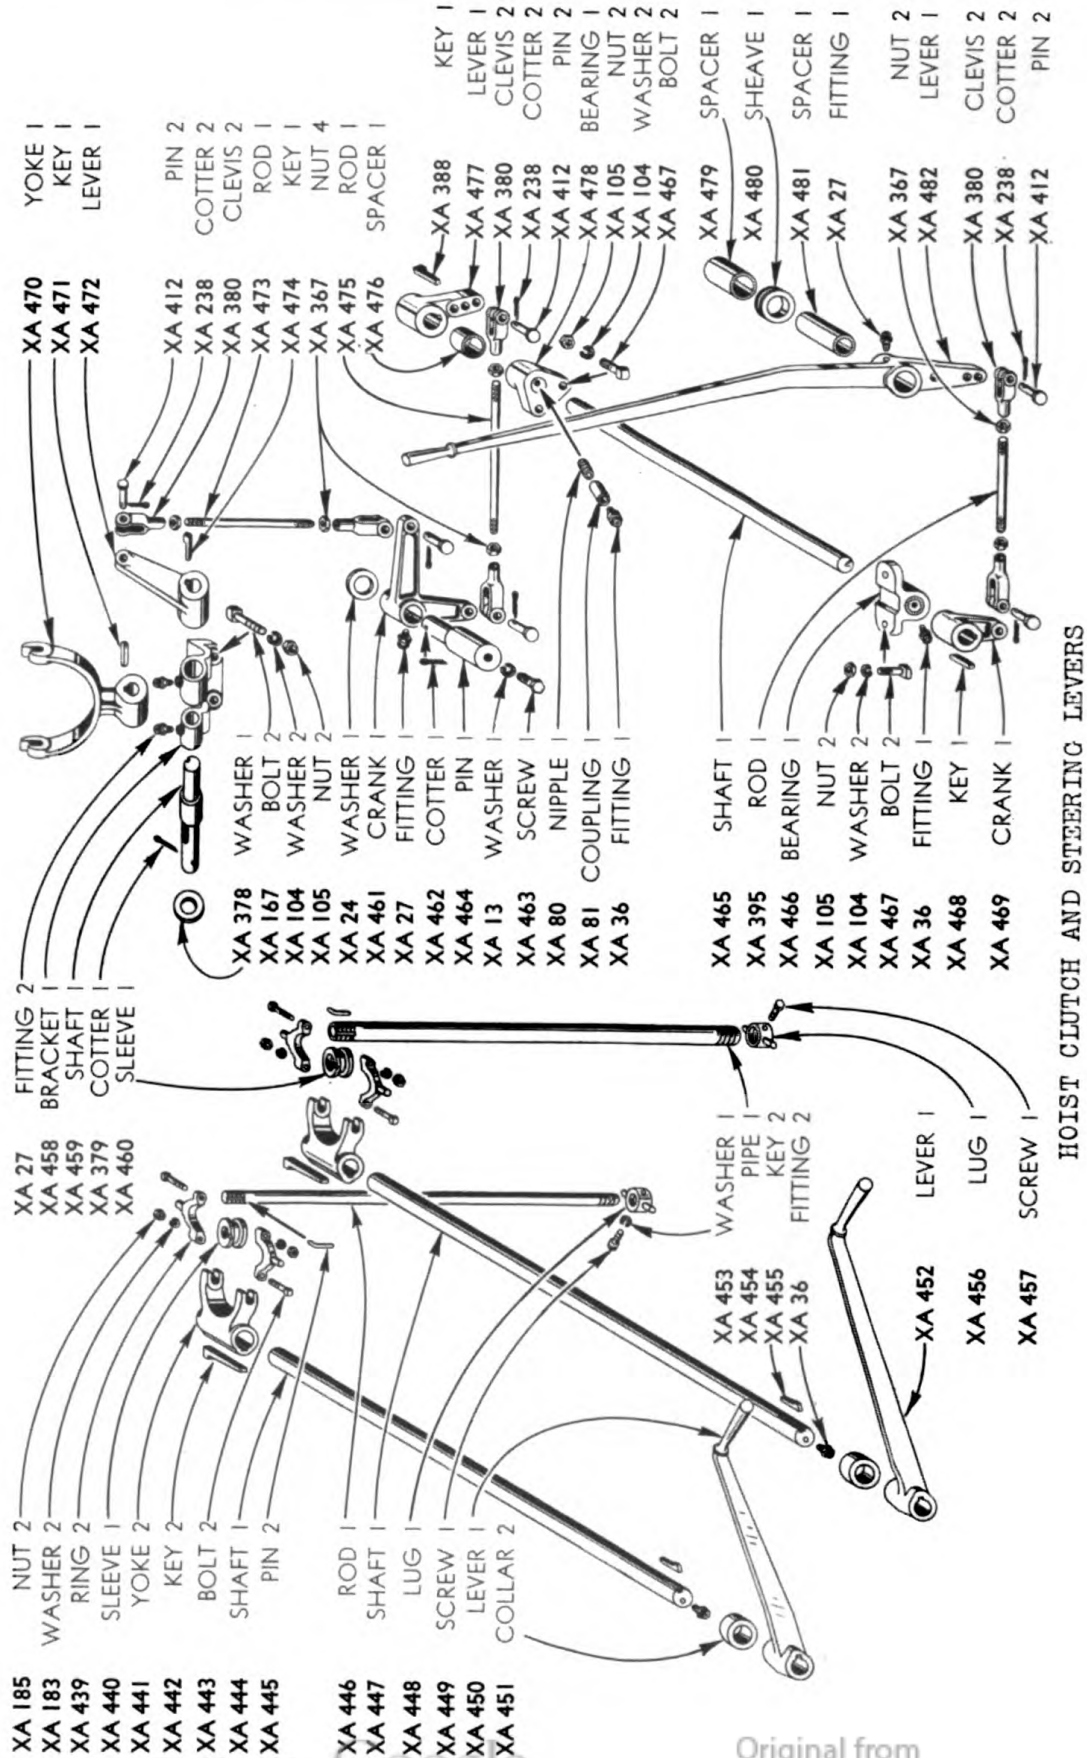 XA 185 NUT 2
XA 183 WASHER 2
XA 439 RING 2
XA 440 SLEEVE 1
XA 441 YOKE 2
XA 442 KEY 2
XA 443 BOLT 2
XA 444 SHAFT 1
XA 445 PIN 2
XA 446 ROD 1
XA 447 SHAFT 1
XA 448 LUG 1
XA 449 SCREW 1
XA 450 LEVER 1
XA 451 COLLAR 2
XA 27 FITTING 2
XA 458 BRACKET 1
XA 459 SHAFT 1
XA 379 COTTER 1
XA 460 SLEEVE 1
XA 453 WASHER 1
XA 454 PIPE 1
XA 455 KEY 2
XA 36 FITTING 2
XA 452 LEVER 1
XA 456 LUG 1
XA 457 SCREW 1
XA 378 WASHER 1
XA 167 BOLT 2
XA 104 WASHER 2
XA 105 NUT 2
XA 24 WASHER 1
XA 461 CRANK 1
XA 27 FITTING 1
XA 462 COTTER 1
XA 464 PIN 1
XA 13 WASHER 1
XA 463 SCREW 1
XA 80 NIPPLE 1
XA 81 COUPLING 1
XA 36 FITTING 1
XA 465 SHAFT 1
XA 395 ROD 1
XA 466 BEARING 1
XA 105 NUT 2
XA 104 WASHER 2
XA 467 BOLT 2
XA 36 FITTING 1
XA 468 KEY 1
XA 469 CRANK 1
XA 470 YOKE 1
XA 471 KEY 1
XA 472 LEVER 1
XA 412 PIN 2
XA 238 COTTER 2
XA 380 CLEVIS 2
XA 473 ROD 1
XA 474 KEY 1
XA 367 NUT 4
XA 475 ROD 1
XA 476 SPACER 1
XA 388 KEY 1
XA 477 LEVER 1
XA 380 CLEVIS 2
XA 238 COTTER 2
XA 412 PIN 2
XA 478 BEARING 1
XA 105 NUT 2
XA 104 WASHER 2
XA 467 BOLT 2
XA 479 SPACER 1
XA 480 SHEAVE 1
XA 481 SPACER 1
XA 27 FITTING 1
XA 367 NUT 2
XA 482 LEVER 1
XA 380 CLEVIS 2
XA 238 COTTER 2
XA 412 PIN 2
HOIST CLUTCH AND STEERING LEVERS
Original from